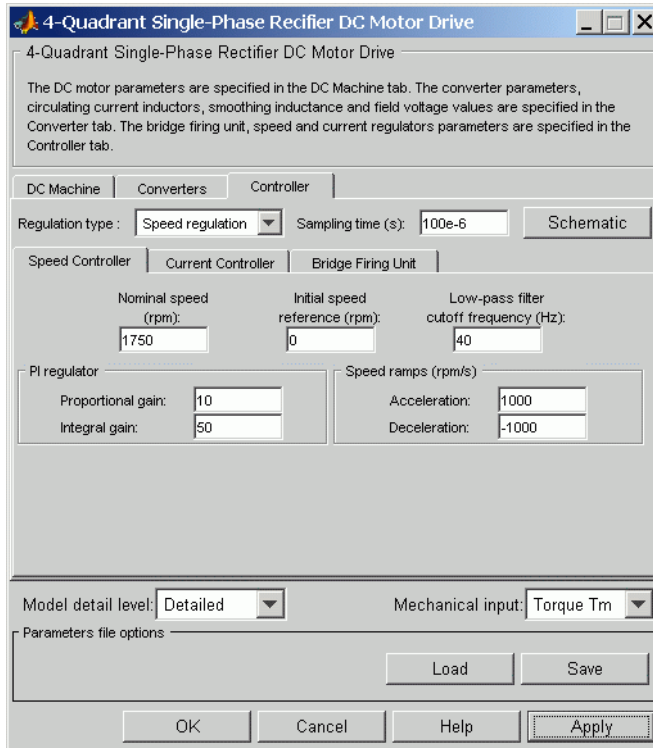 4-Quadrant Single-Phase Recifier DC Motor Drive
4-Quadrant Single-Phase Rectifier DC Motor Drive
The DC motor parameters are specified in the DC Machine tab. The converter parameters,
circulating current inductors, smoothing inductance and field voltage values are specified in the
Converter tab. The bridge firing unit, speed and current regulators parameters are specified in the
Controller tab.
DC Machine Converters Controller
Regulation type : Speed regulation Sampling time (s): 100e-6 Schematic
Speed Controller Current Controller Bridge Firing Unit
Nominal speed Initial speed Low-pass filter
(rpm): reference (rpm): cutoff frequency (Hz):
1750 0 40
PI regulator Speed ramps (rpm/s)
Proportional gain: 10 Acceleration: 1000
Integral gain: 50 Deceleration: -1000
Model detail level: Detailed Mechanical input: Torque Tm
Parameters file options
Load Save
OK Cancel Help Apply